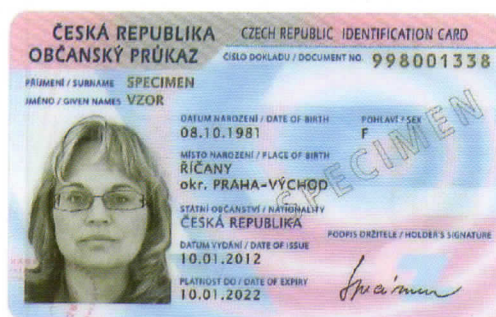 ČESKÁ REPUBLIKA
OBČANSKÝ PRŮKAZ
CZECH REPUBLIC IDENTIFICATION CARD
ČÍSLO DOKLADU / DOCUMENT NO. 998001338
PŘÍJMENÍ / SURNAME SPECIMEN
JMÉNO / GIVEN NAMES VZOR
DATUM NAROZENÍ / DATE OF BIRTH
08.10.1981
POHLAVÍ / SEX
F
MÍSTO NAROZENÍ / PLACE OF BIRTH
ŘÍČANY
okr. PRAHA-VÝCHOD
SPECIMEN
STÁTNÍ OBČANSTVÍ / NATIONALITY
ČESKÁ REPUBLIKA
DATUM VYDÁNÍ / DATE OF ISSUE
10.01.2012
PODPIS DRŽITELE / HOLDER'S SIGNATURE
PLATNOST DO / DATE OF EXPIRY
10.01.2022
Specimen